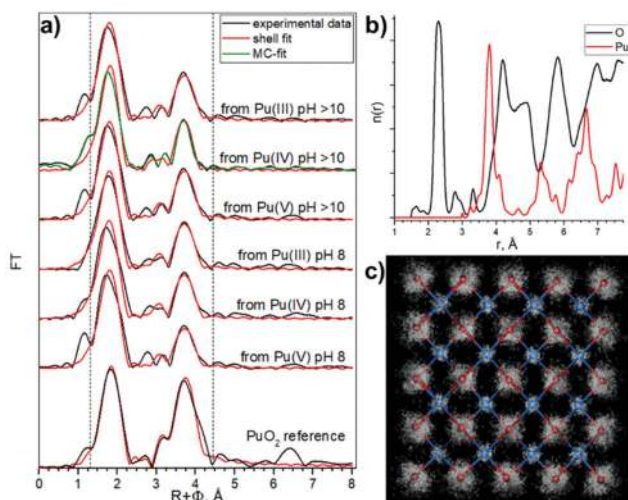 a)
experimental data
shell fit
MC-fit
from Pu(III) pH >10
from Pu(IV) pH >10
from Pu(V) pH >10
from Pu(III) pH 8
from Pu(IV) pH 8
from Pu(V) pH 8
PuO₂ reference
FT
0 1 2 3 4 5 6 7 8
R+Φ, Å
b)
O
Pu
n(r)
1 2 3 4 5 6 7
r, Å
c)